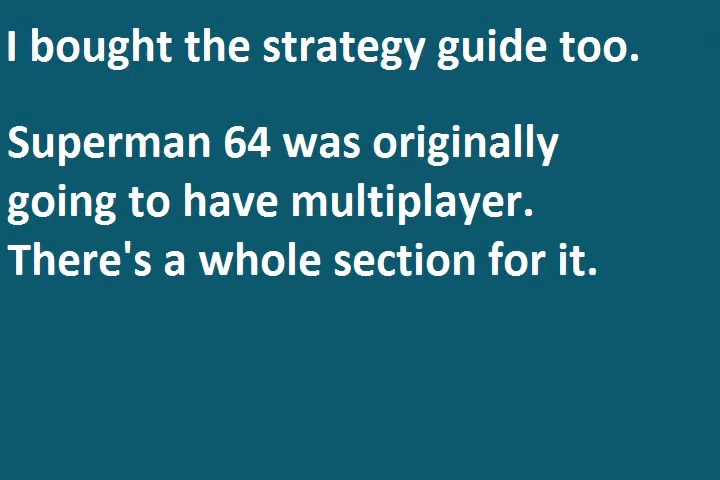 I bought the strategy guide too.
Superman 64 was originally
going to have multiplayer.
There's a whole section for it.